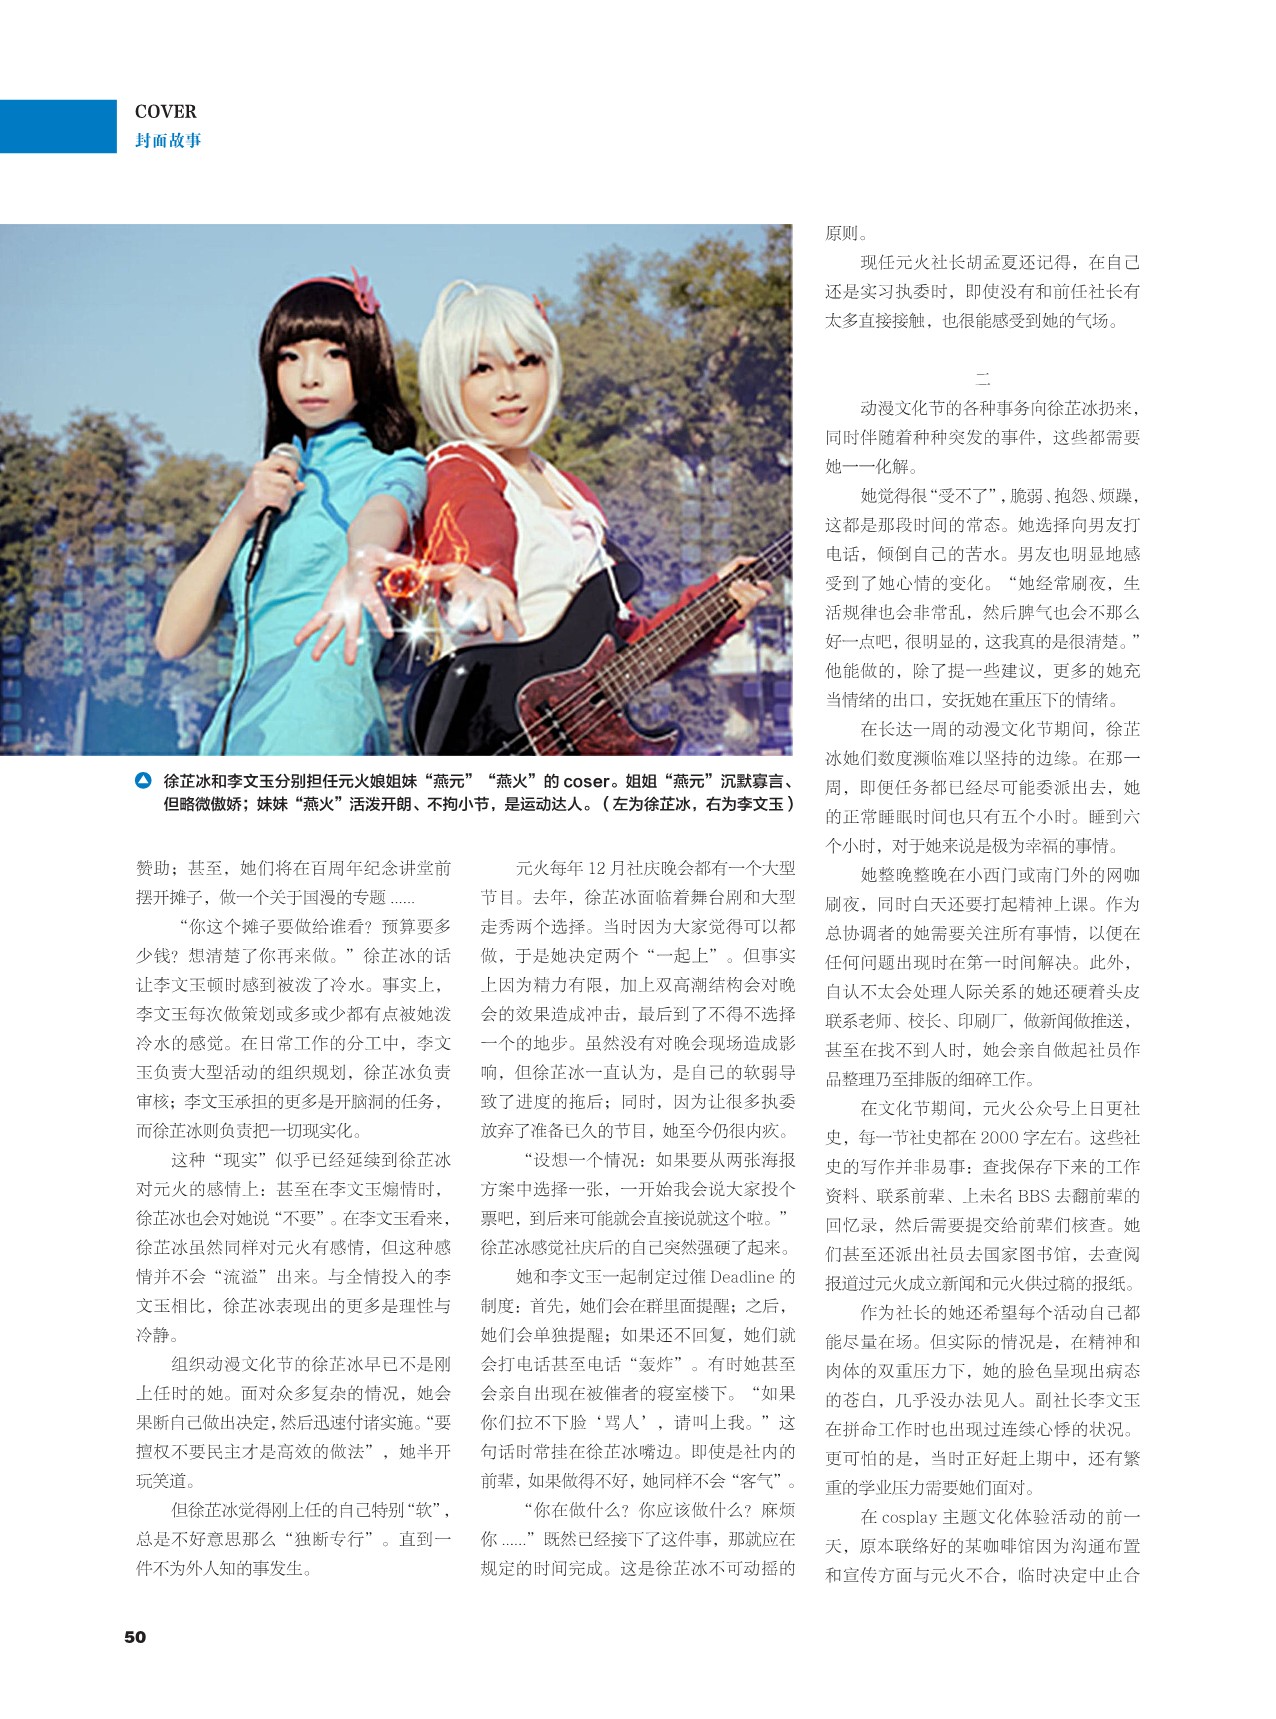 COVER
封面故事
徐芷冰和李文玉分别担任元火娘姐妹“燕元”“燕火”的 coser。姐姐“燕元”沉默寡言、
但略微傲娇；妹妹“燕火”活泼开朗、不拘小节，是运动达人。（左为徐芷冰，右为李文玉）
赞助；甚至，她们将在百周年纪念讲堂前
摆开摊子，做一个关于国漫的专题 ......
“你这个摊子要做给谁看？预算要多
少钱？想清楚了你再来做。”徐芷冰的话
让李文玉顿时感到被泼了冷水。事实上，
李文玉每次做策划或多或少都有点被她泼
冷水的感觉。在日常工作的分工中，李文
玉负责大型活动的组织规划，徐芷冰负责
审核；李文玉承担的更多是开脑洞的任务，
而徐芷冰则负责把一切现实化。
这种“现实”似乎已经延续到徐芷冰
对元火的感情上：甚至在李文玉煽情时，
徐芷冰也会对她说“不要”。在李文玉看来，
徐芷冰虽然同样对元火有感情，但这种感
情并不会“流溢”出来。与全情投入的李
文玉相比，徐芷冰表现出的更多是理性与
冷静。
组织动漫文化节的徐芷冰早已不是刚
上任时的她。面对众多复杂的情况，她会
果断自己做出决定，然后迅速付诸实施。“要
擅权不要民主才是高效的做法”，她半开
玩笑道。
但徐芷冰觉得刚上任的自己特别“软”，
总是不好意思那么“独断专行”。直到一
件不为外人知的事发生。
元火每年 12 月社庆晚会都有一个大型
节目。去年，徐芷冰面临着舞台剧和大型
走秀两个选择。当时因为大家觉得可以都
做，于是她决定两个“一起上”。但事实
上因为精力有限，加上双高潮结构会对晚
会的效果造成冲击，最后到了不得不选择
一个的地步。虽然没有对晚会现场造成影
响，但徐芷冰一直认为，是自己的软弱导
致了进度的拖后；同时，因为让很多执委
放弃了准备已久的节目，她至今仍很内疚。
“设想一个情况：如果要从两张海报
方案中选择一张，一开始我会说大家投个
票吧，到后来可能就会直接说就这个啦。”
徐芷冰感觉社庆后的自己突然强硬了起来。
她和李文玉一起制定过催 Deadline 的
制度：首先，她们会在群里面提醒；之后，
她们会单独提醒；如果还不回复，她们就
会打电话甚至电话“轰炸”。有时她甚至
会亲自出现在被催者的寝室楼下。“如果
你们拉不下脸‘骂人’，请叫上我。”这
句话时常挂在徐芷冰嘴边。即使是社内的
前辈，如果做得不好，她同样不会“客气”。
“你在做什么？你应该做什么？麻烦
你 ......”既然已经接下了这件事，那就应在
规定的时间完成。这是徐芷冰不可动摇的
原则。
现任元火社长胡孟夏还记得，在自己
还是实习执委时，即使没有和前任社长有
太多直接接触，也很能感受到她的气场。
二
动漫文化节的各种事务向徐芷冰扔来，
同时伴随着种种突发的事件，这些都需要
她一一化解。
她觉得很“受不了”，脆弱、抱怨、烦躁，
这都是那段时间的常态。她选择向男友打
电话，倾倒自己的苦水。男友也明显地感
受到了她心情的变化。“她经常刷夜，生
活规律也会非常乱，然后脾气也会不那么
好一点吧，很明显的，这我真的是很清楚。”
他能做的，除了提一些建议，更多的她充
当情绪的出口，安抚她在重压下的情绪。
在长达一周的动漫文化节期间，徐芷
冰她们数度濒临难以坚持的边缘。在那一
周，即便任务都已经尽可能委派出去，她
的正常睡眠时间也只有五个小时。睡到六
个小时，对于她来说是极为幸福的事情。
她整晚整晚在小西门或南门外的网咖
刷夜，同时白天还要打起精神上课。作为
总协调者的她需要关注所有事情，以便在
任何问题出现时在第一时间解决。此外，
自认不太会处理人际关系的她还硬着头皮
联系老师、校长、印刷厂，做新闻做推送，
甚至在找不到人时，她会亲自做起社员作
品整理乃至排版的细碎工作。
在文化节期间，元火公众号上日更社
史，每一节社史都在 2000 字左右。这些社
史的写作并非易事：查找保存下来的工作
资料、联系前辈、上未名 BBS 去翻前辈的
回忆录，然后需要提交给前辈们核查。她
们甚至还派出社员去国家图书馆，去查阅
报道过元火成立新闻和元火供过稿的报纸。
作为社长的她还希望每个活动自己都
能尽量在场。但实际的情况是，在精神和
肉体的双重压力下，她的脸色呈现出病态
的苍白，几乎没办法见人。副社长李文玉
在拼命工作时也出现过连续心悸的状况。
更可怕的是，当时正好赶上期中，还有繁
重的学业压力需要她们面对。
在 cosplay 主题文化体验活动的前一
天，原本联络好的某咖啡馆因为沟通布置
和宣传方面与元火不合，临时决定中止合
50